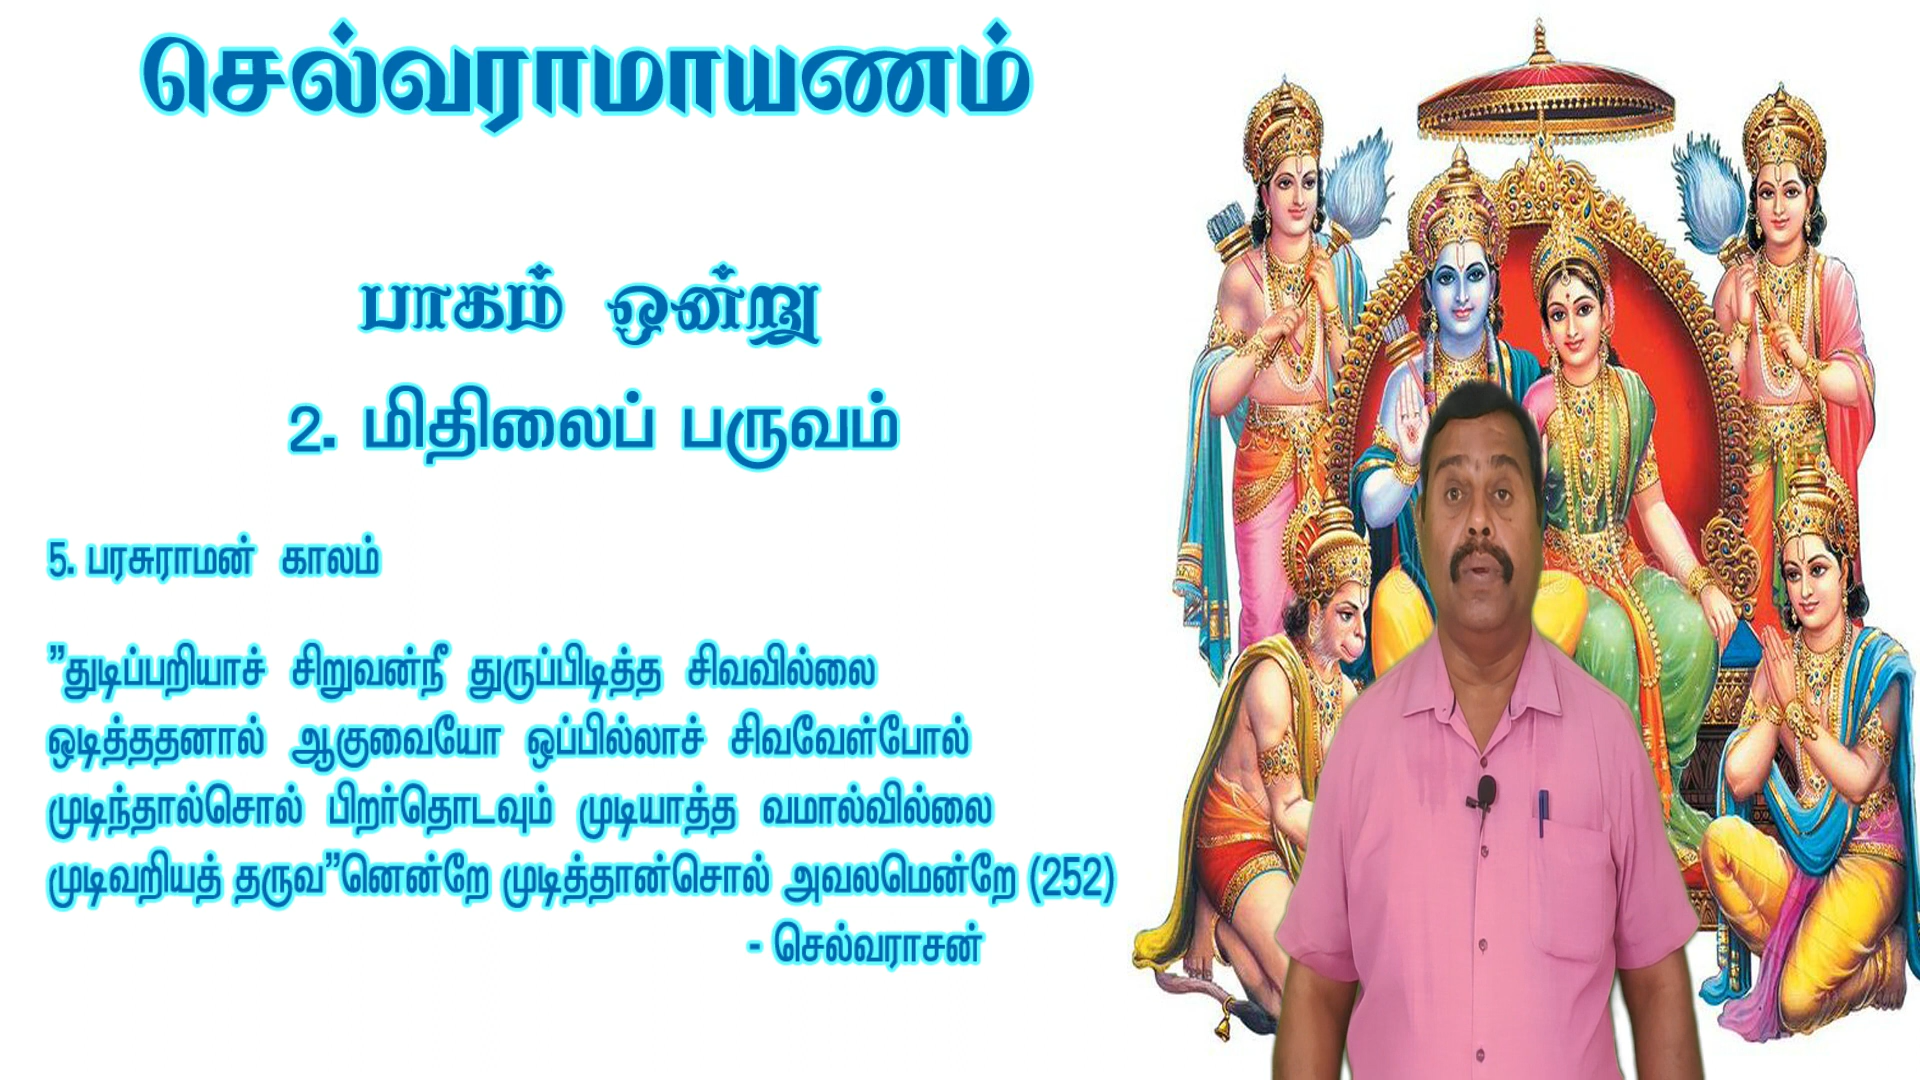 செல்வராமாயணம்
பாகம் ஒன்று
2. மிதிலைப் பருவம்
5. பரசுராமன் காலம்
”துடிப்பறியாச் சிறுவன்நீ துருப்பிடித்த சிவவில்லை
ஒடித்ததனால் ஆகுவையோ ஒப்பில்லாச் சிவவேள்போல்
முடிந்தால்சொல் பிறர்தொடவும் முடியாத்த வமால்வில்லை
முடிவறியத் தருவ”னென்றே முடித்தான்சொல் அவலமென்றே (252)
- செல்வராசன்